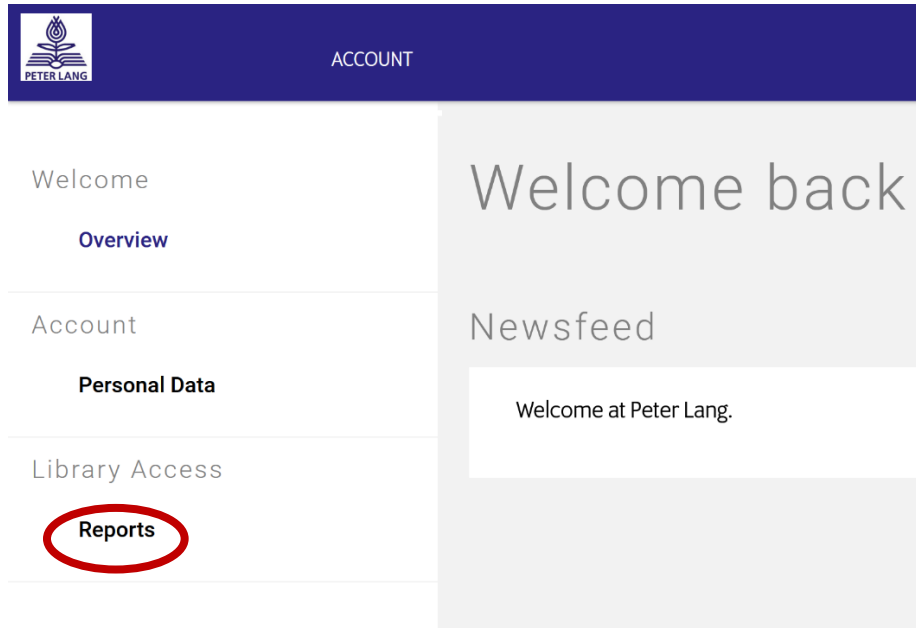 PETER LANG
ACCOUNT
Welcome
Overview
Account
Personal Data
Library Access
Reports
Welcome back
Newsfeed
Welcome at Peter Lang.